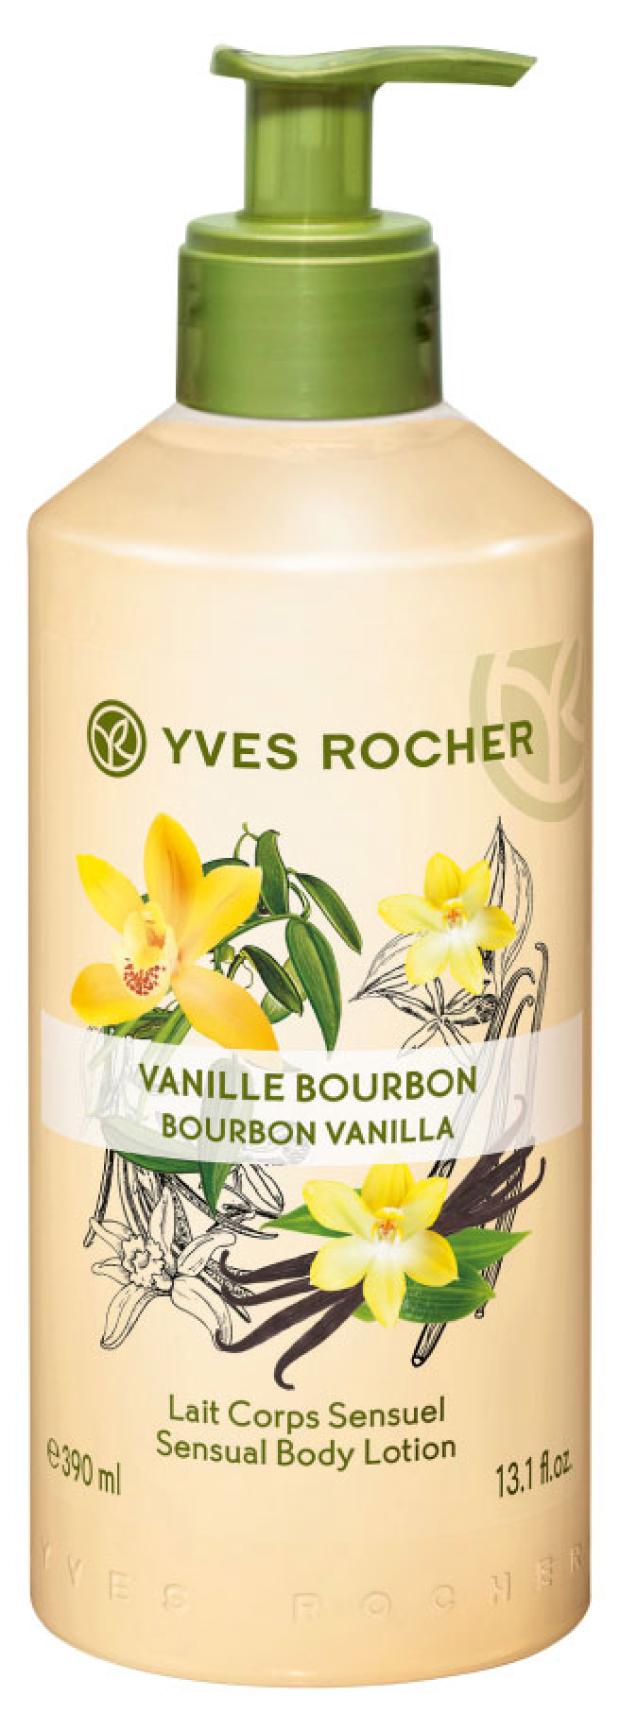 YVES ROCHER
VANILLE BOURBON
BOURBON VANILLA
Lait Corps Sensuel
Sensual Body Lotion
℮390 ml
13.1 fl.oz.
YVES ROCHER